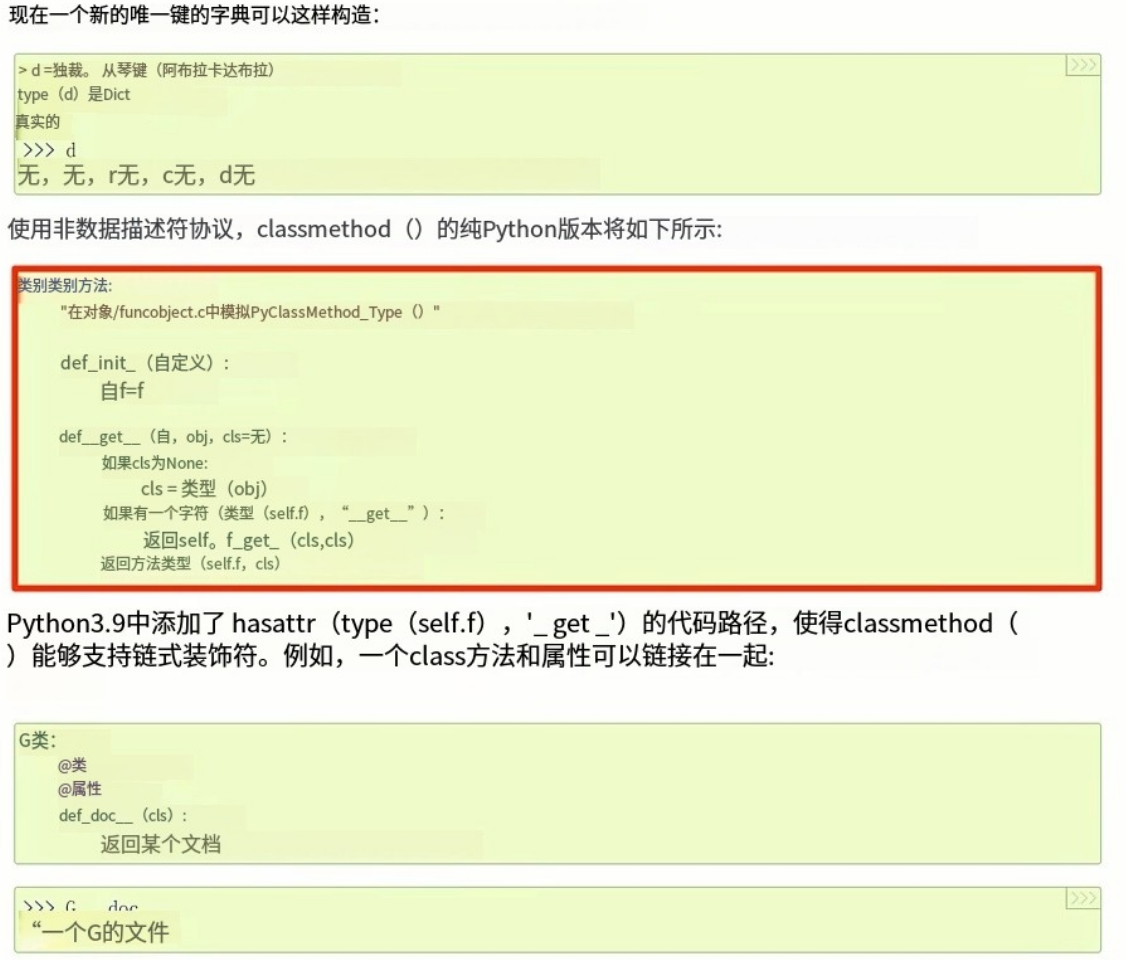 现在一个新的唯一键的字典可以这样构造：
>>>
> d =独裁。 从琴键（阿布拉卡达布拉）
type（d）是Dict
真实的
>>> d
无，无，r无，c无，d无
使用非数据描述符协议，classmethod（）的纯Python版本将如下所示:
类别类别方法:
"在对象/funcobject.c中模拟PyClassMethod_Type（）"
def_init_（自定义）:
自f=f
def__get__（自，obj，cls=无）:
如果cls为None:
cls = 类型（obj）
如果有一个字符（类型（self.f），“__get__”）:
返回self。f_get_（cls,cls）
返回方法类型（self.f，cls）
Python3.9中添加了 hasattr（type（self.f），'_ get _'）的代码路径，使得classmethod（
）能够支持链式装饰符。例如，一个class方法和属性可以链接在一起:
G类:
@类
@属性
def_doc__（cls）:
返回某个文档
>>>
>>> G doc
“一个G的文件